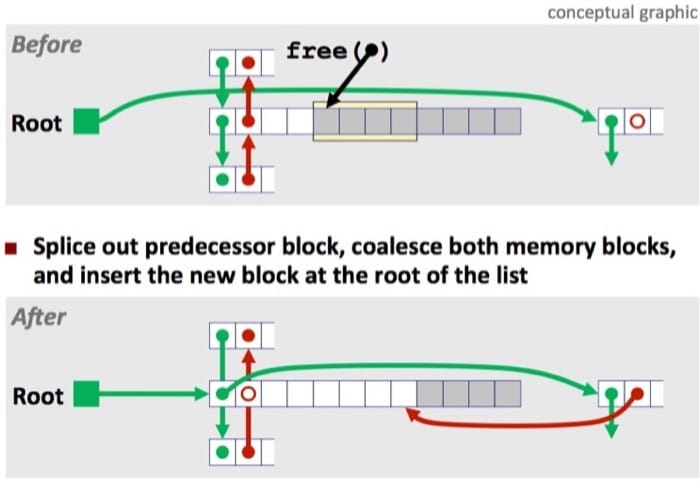 conceptual graphic
Before
free( )
Root
Splice out predecessor block, coalesce both memory blocks,
and insert the new block at the root of the list
After
Root